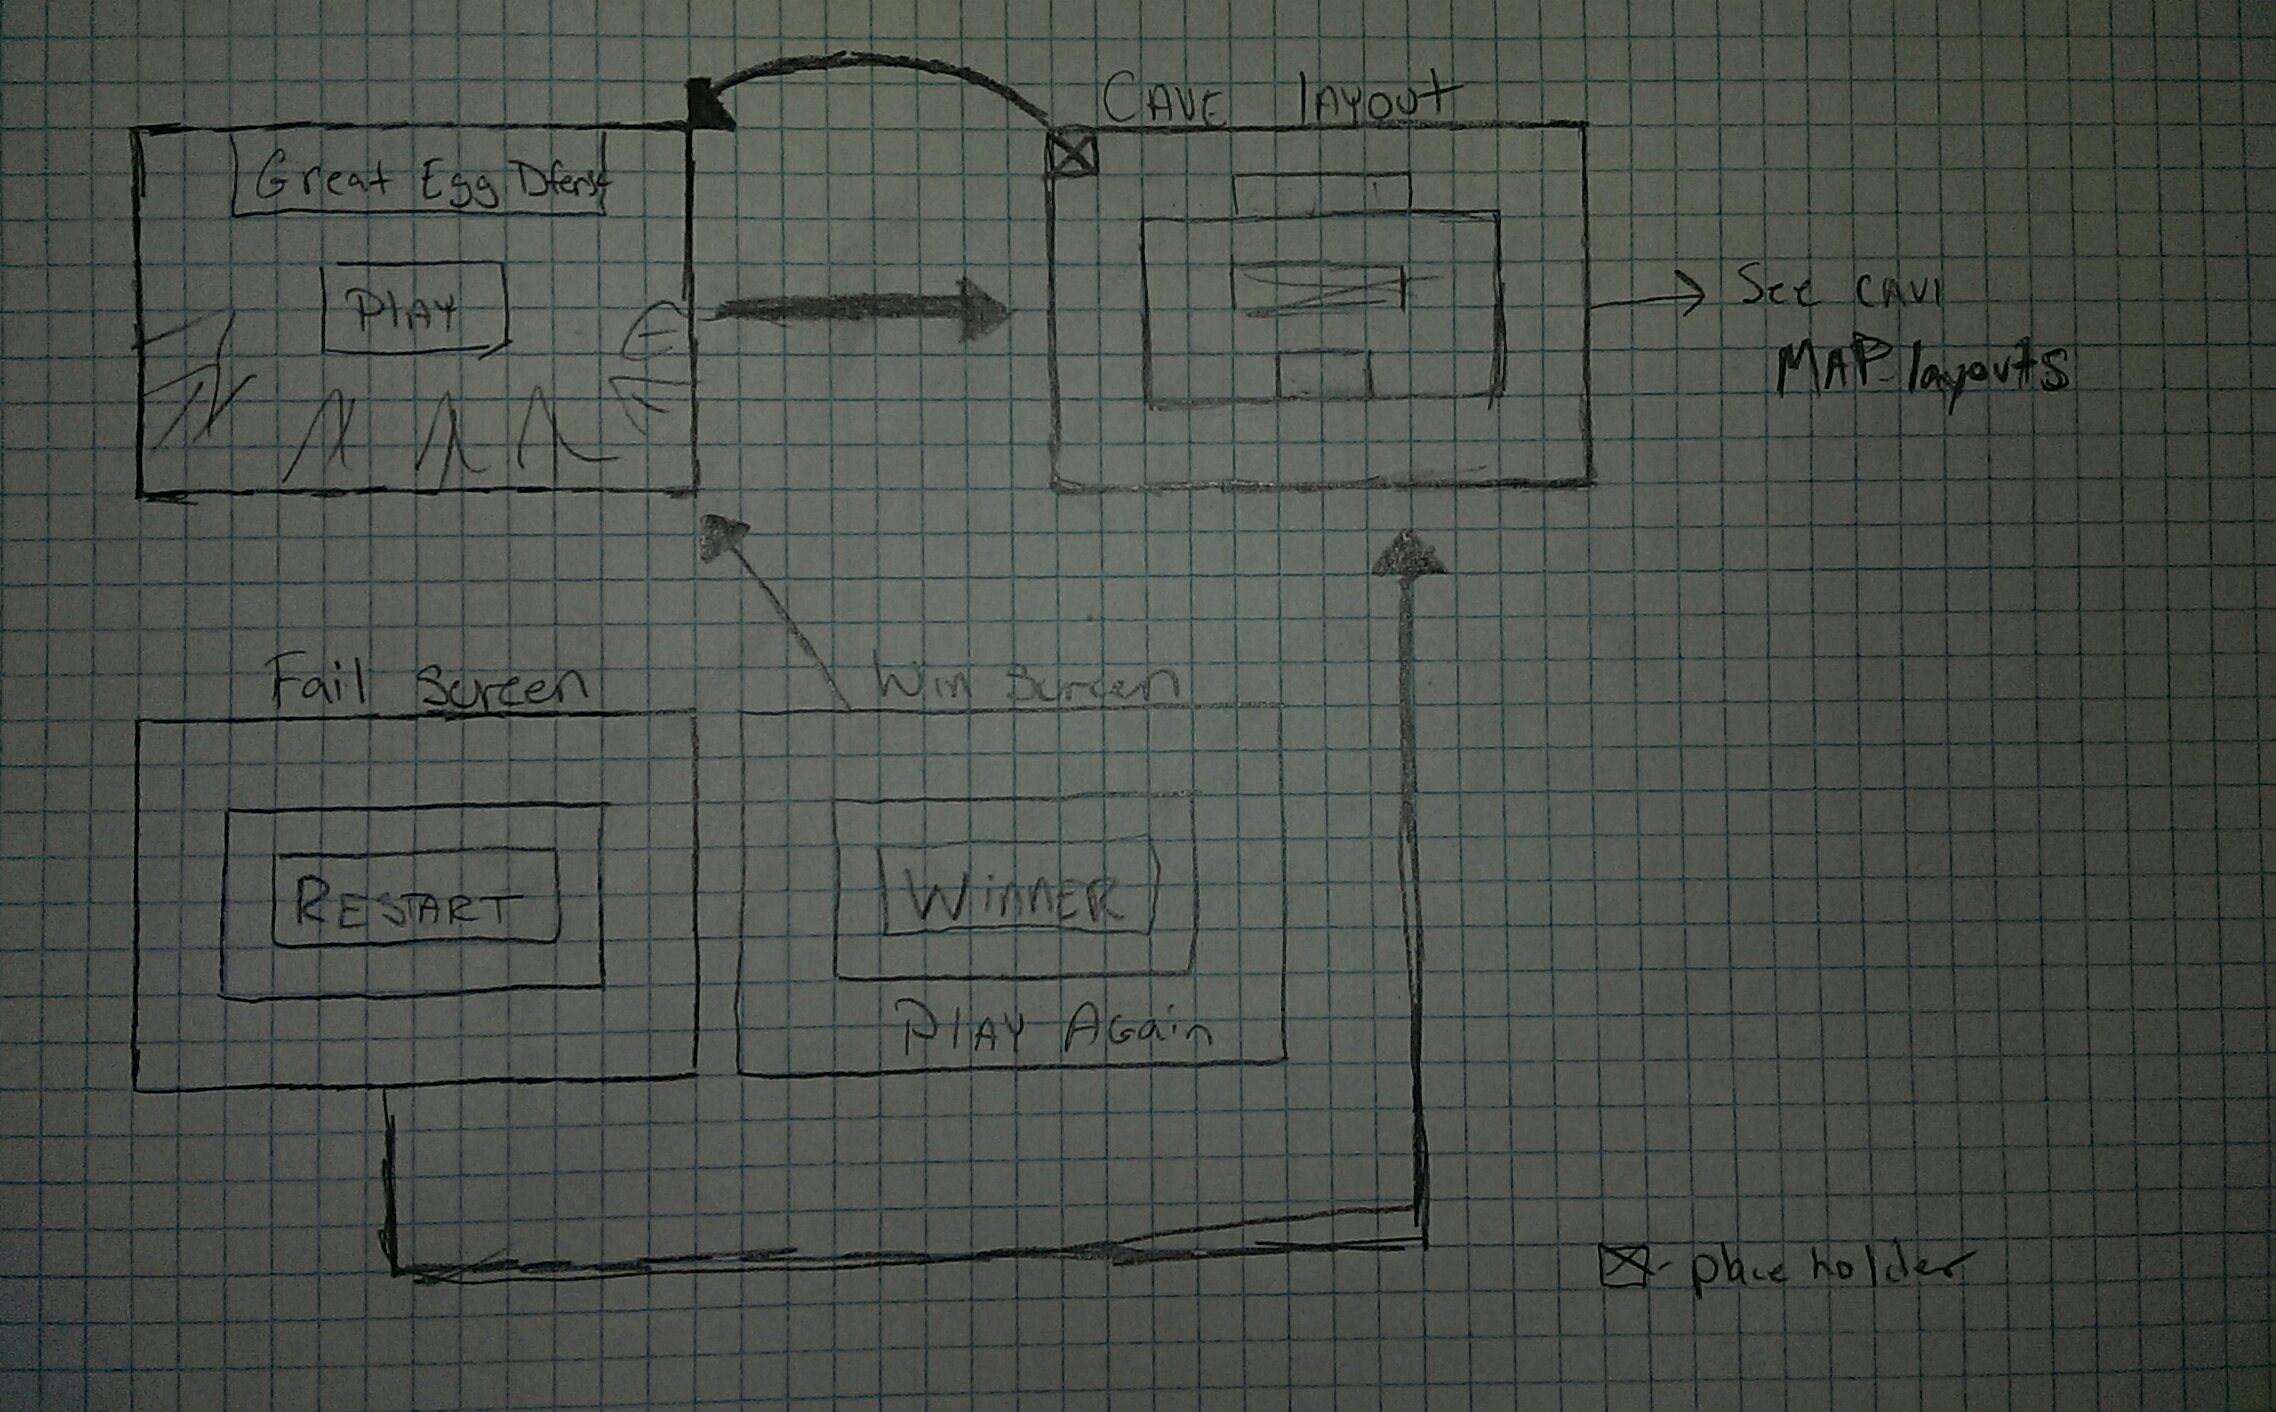 CAVE layout
Great Egg Dfense
PlAY
See CAVE
MAP layouts
Fail Screen
Win Screen
RESTART
WiNNER
PlAY AGain
- place holder